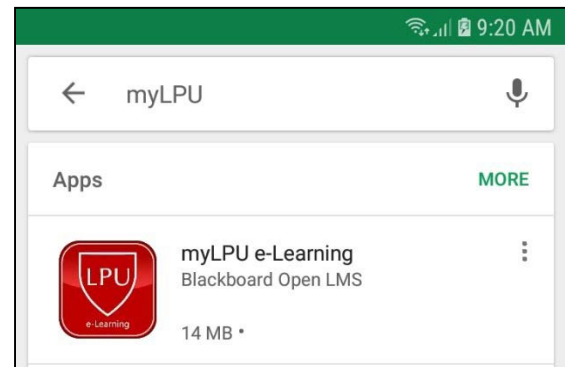 9:20 AM
myLPU
Apps MORE
LPU
e-Learning
myLPU e-Learning
Blackboard Open LMS
14 MB •